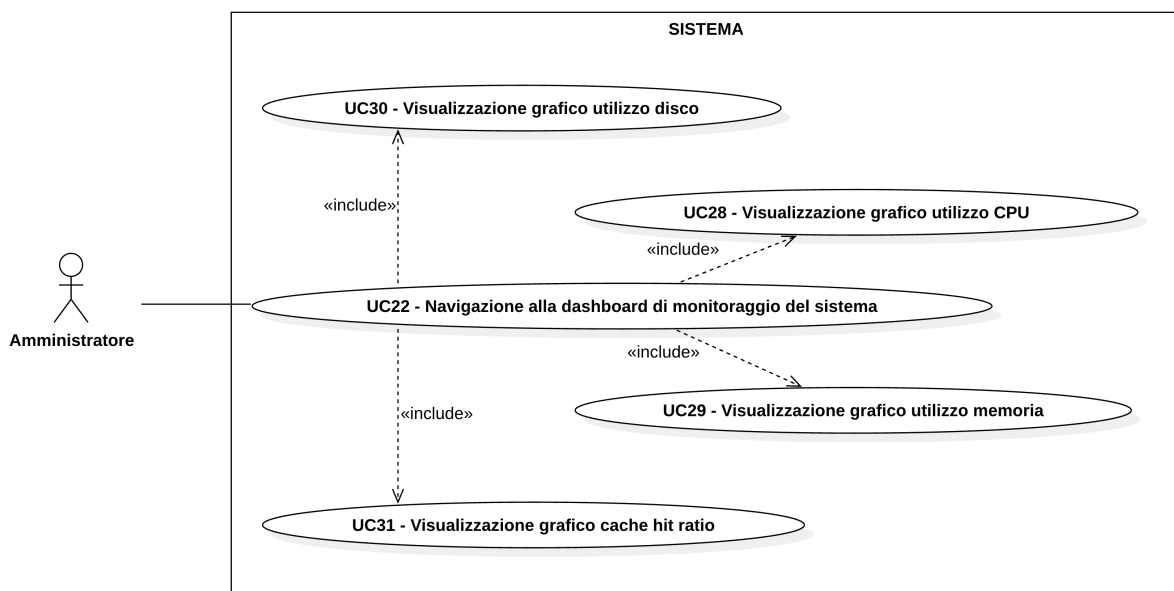 SISTEMA
UC30 - Visualizzazione grafico utilizzo disco
«include»
UC28 - Visualizzazione grafico utilizzo CPU
«include»
UC22 - Navigazione alla dashboard di monitoraggio del sistema
Amministratore
«include»
UC29 - Visualizzazione grafico utilizzo memoria
«include»
UC31 - Visualizzazione grafico cache hit ratio